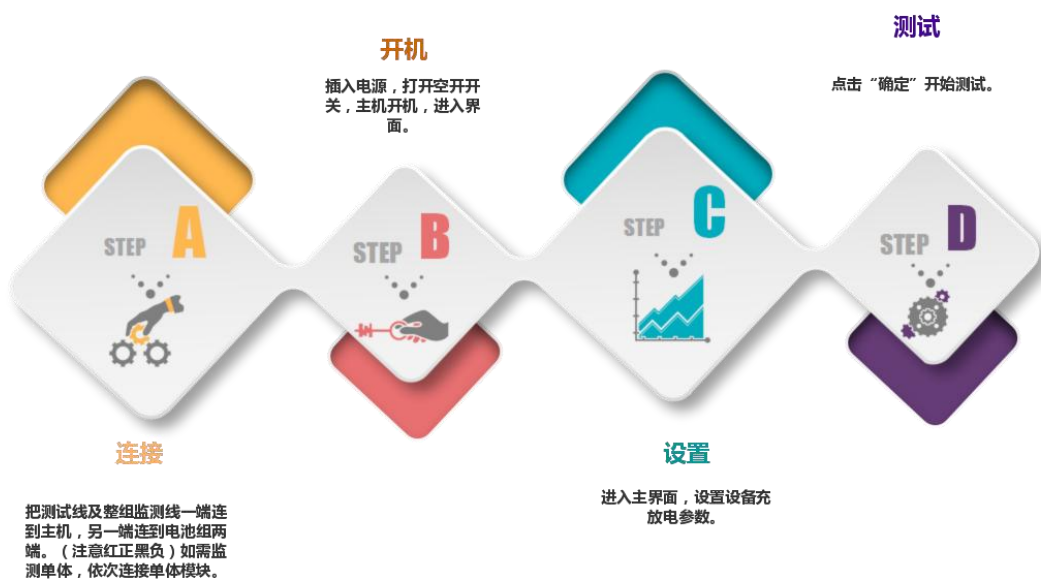 STEP A
连接
把测试线及整组监测线一端连
到主机，另一端连到电池组两
端。（注意红正黑负）如需监
测单体，依次连接单体模块。
开机
插入电源，打开空开开
关，主机开机，进入界
面。
STEP B
STEP C
设置
进入主界面，设置设备充
放电参数。
测试
点击“确定”开始测试。
STEP D